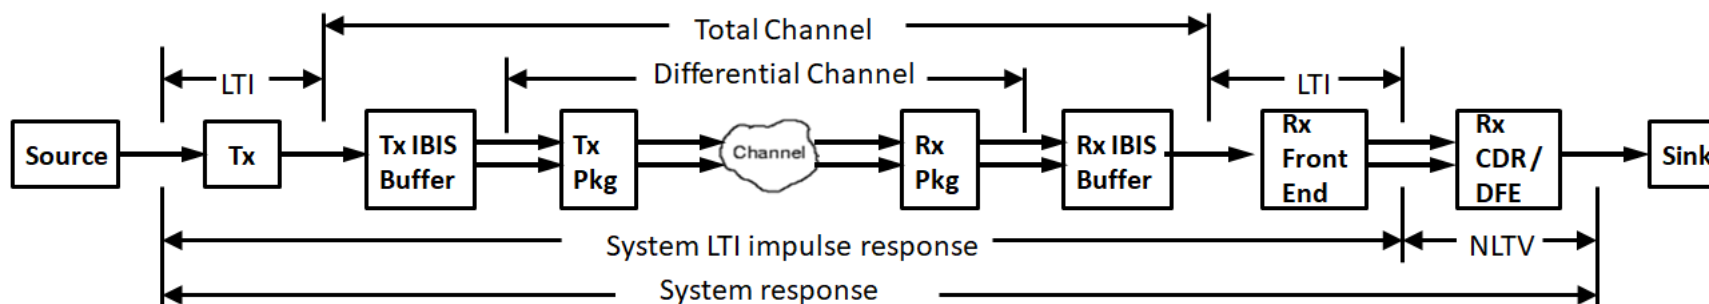 Total Channel
LTI
Differential Channel
LTI
Source
Tx
Tx IBIS
Buffer
Tx
Pkg
Channel
Rx
Pkg
Rx IBIS
Buffer
Rx
Front
End
Rx
CDR /
DFE
Sink
System LTI impulse response
NLTV
System response